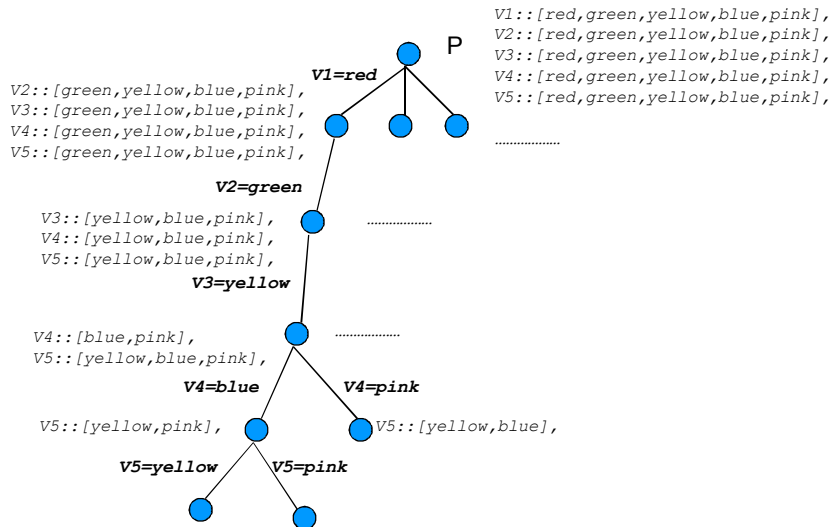 P
V1::[red,green,yellow,blue,pink],
V2::[red,green,yellow,blue,pink],
V3::[red,green,yellow,blue,pink],
V4::[red,green,yellow,blue,pink],
V5::[red,green,yellow,blue,pink],
V1=red
V2::[green,yellow,blue,pink],
V3::[green,yellow,blue,pink],
V4::[green,yellow,blue,pink],
V5::[green,yellow,blue,pink],
..................
V2=green
V3::[yellow,blue,pink],
V4::[yellow,blue,pink],
V5::[yellow,blue,pink],
..................
V3=yellow
V4::[blue,pink],
V5::[yellow,blue,pink],
..................
V4=blue
V4=pink
V5::[yellow,pink],
V5::[yellow,blue],
V5=yellow
V5=pink